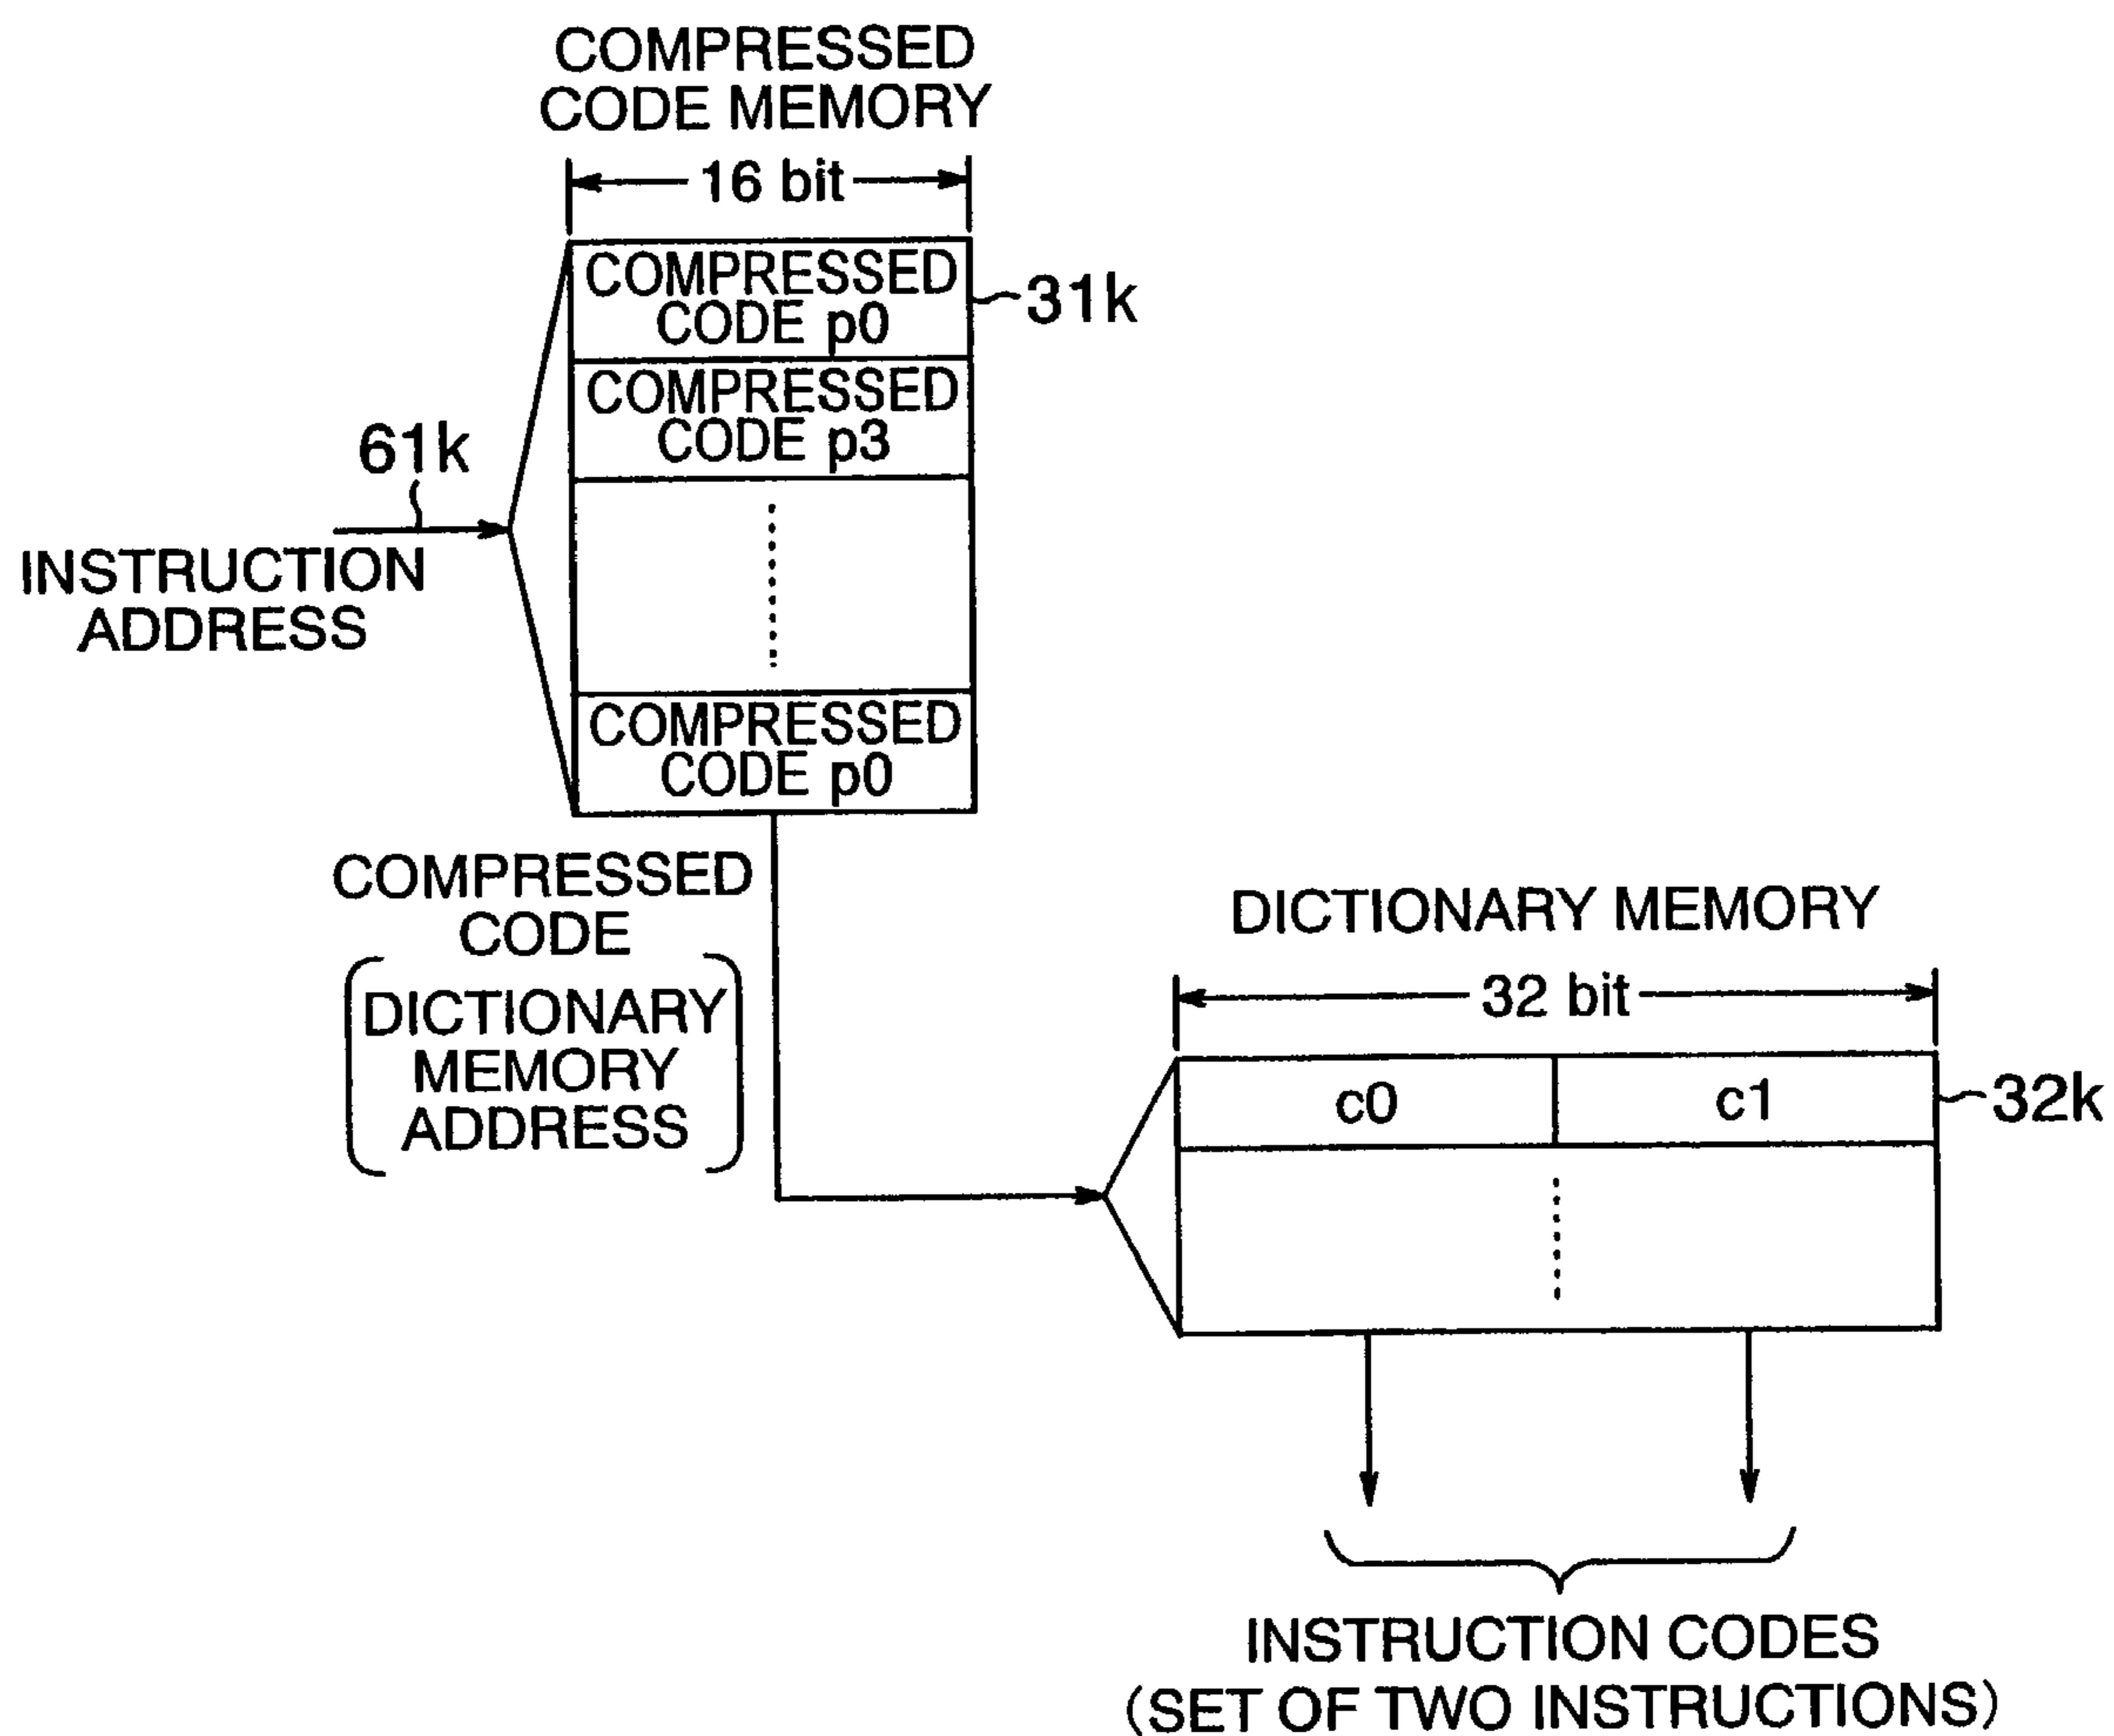 COMPRESSED
CODE MEMORY
16 bit
COMPRESSED
CODE p0
31k
COMPRESSED
CODE p3
61k
INSTRUCTION
ADDRESS
COMPRESSED
CODE p0
COMPRESSED
CODE
DICTIONARY
MEMORY
ADDRESS
DICTIONARY MEMORY
32 bit
c0
c1
32k
INSTRUCTION CODES
(SET OF TWO INSTRUCTIONS)